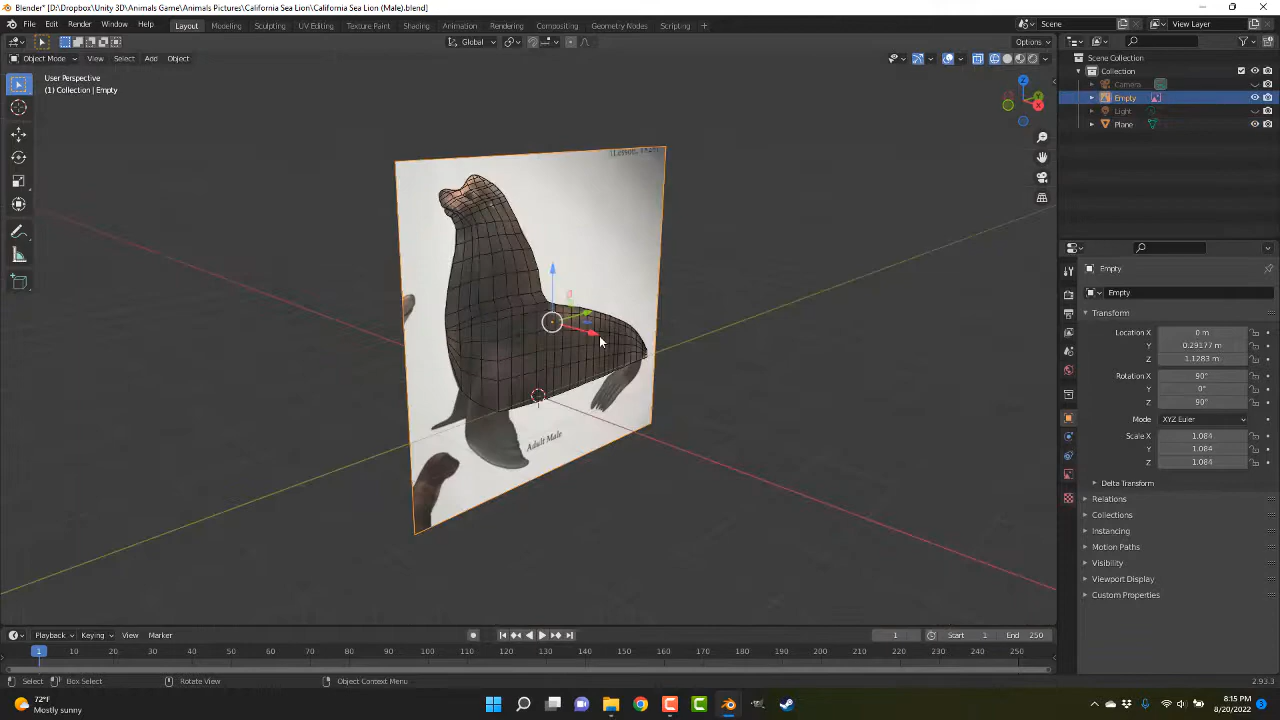 Blender* [D:\Dropbox\Unity 3D\Animals Game\Animals Pictures\California Sea Lion\California Sea Lion (Male).blend]
File Edit Render Window Help Layout Modeling Sculpting UV Editing Texture Paint Shading Animation Rendering Compositing Geometry Nodes Scripting + Scene View Layer
Global Options
Object Mode View Select Add Object
User Perspective
(1) Collection | Empty
Scene Collection
Collection
Camera
Empty
Light
Plane
Z
Y
X
Adult Male
Empty
Empty
Transform
Location X 0 m
Y 0.29177 m
Z 1.1283 m
Rotation X 90°
Y 0°
Z 90°
Mode XYZ Euler
Scale X 1.084
Y 1.084
Z 1.084
Delta Transform
Relations
Collections
Instancing
Motion Paths
Visibility
Viewport Display
Custom Properties
Playback Keying View Marker 1 Start 1 End 250
1 10 20 30 40 50 60 70 80 90 100 110 120 130 140 150 160 170 180 190 200 210 220 230 240 250
Select Box Select Rotate View Object Context Menu 2.93.3
72°F
Mostly sunny
8:15 PM
8/20/2022